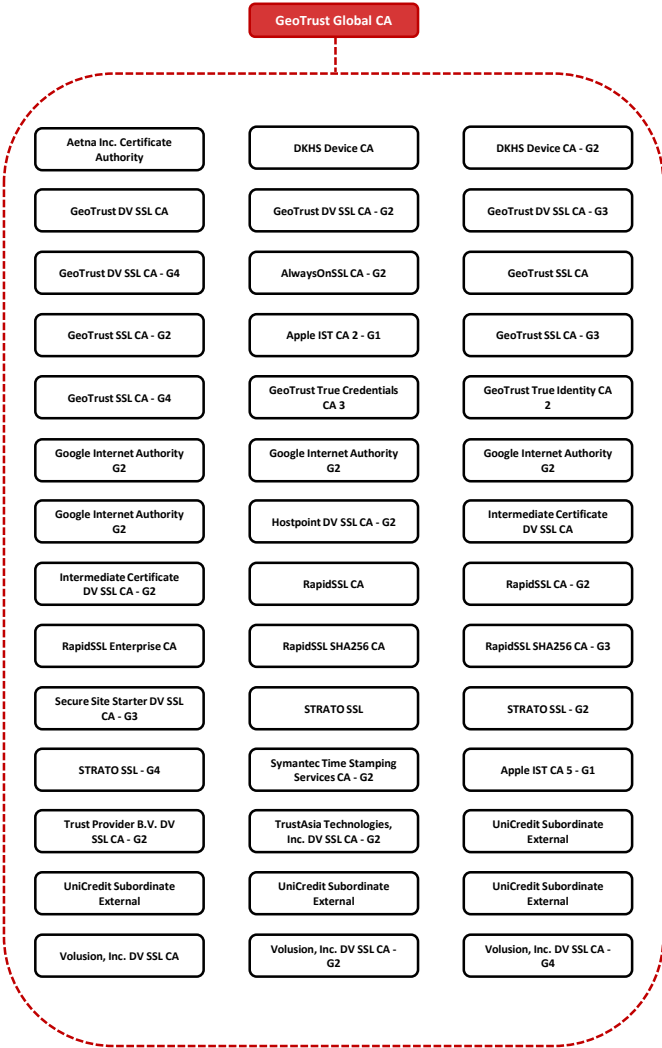 GeoTrust Global CA
Aetna Inc. Certificate
Authority
DKHS Device CA
DKHS Device CA - G2
GeoTrust DV SSL CA
GeoTrust DV SSL CA - G2
GeoTrust DV SSL CA - G3
GeoTrust DV SSL CA - G4
AlwaysOnSSL CA - G2
GeoTrust SSL CA
GeoTrust SSL CA - G2
Apple IST CA 2 - G1
GeoTrust SSL CA - G3
GeoTrust SSL CA - G4
GeoTrust True Credentials
CA 3
GeoTrust True Identity CA
2
Google Internet Authority
G2
Google Internet Authority
G2
Google Internet Authority
G2
Google Internet Authority
G2
Hostpoint DV SSL CA - G2
Intermediate Certificate
DV SSL CA
Intermediate Certificate
DV SSL CA - G2
RapidSSL CA
RapidSSL CA - G2
RapidSSL Enterprise CA
RapidSSL SHA256 CA
RapidSSL SHA256 CA - G3
Secure Site Starter DV SSL
CA - G3
STRATO SSL
STRATO SSL - G2
STRATO SSL - G4
Symantec Time Stamping
Services CA - G2
Apple IST CA 5 - G1
Trust Provider B.V. DV
SSL CA - G2
TrustAsia Technologies,
Inc. DV SSL CA - G2
UniCredit Subordinate
External
UniCredit Subordinate
External
UniCredit Subordinate
External
UniCredit Subordinate
External
Volusion, Inc. DV SSL CA
Volusion, Inc. DV SSL CA -
G2
Volusion, Inc. DV SSL CA -
G4